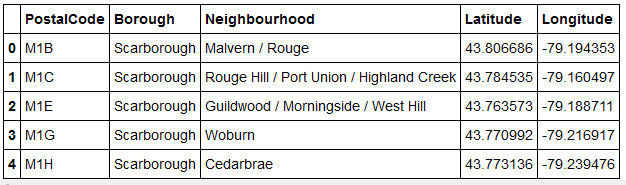 PostalCode Borough Neighbourhood Latitude Longitude
0 M1B Scarborough Malvern / Rouge 43.806686 -79.194353
1 M1C Scarborough Rouge Hill / Port Union / Highland Creek 43.784535 -79.160497
2 M1E Scarborough Guildwood / Morningside / West Hill 43.763573 -79.188711
3 M1G Scarborough Woburn 43.770992 -79.216917
4 M1H Scarborough Cedarbrae 43.773136 -79.239476